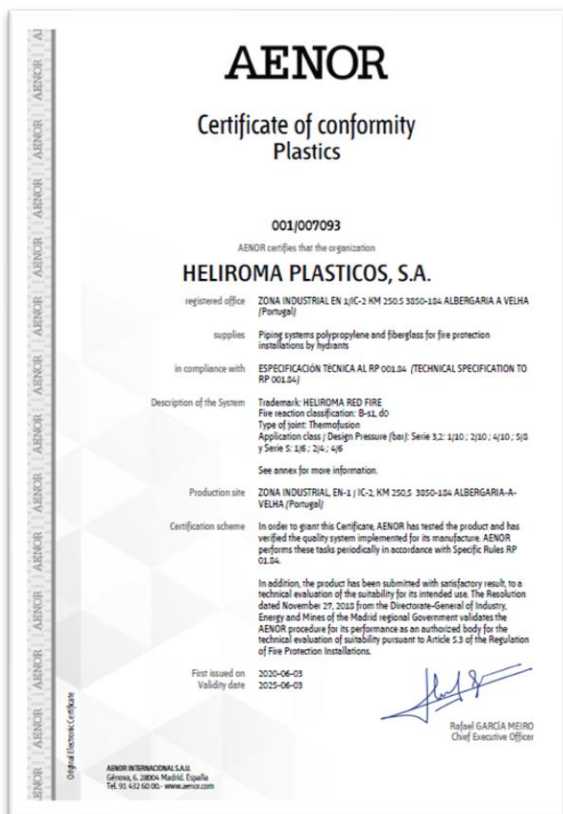 AENOR
Certificate of conformity
Plastics
001/007093
AENOR certifies that the organization
HELIROMA PLASTICOS, S.A.
registered office ZONA INDUSTRIAL EN 1/IC-2 KM 250.5 3850-184 ALBERGARIA A VELHA
(Portugal)
supplies Piping systems polypropylene and fiberglass for fire protection
installations by hydrants
in compliance with ESPECIFICACIÓN TÉCNICA AL RP 001.84 (TECHNICAL SPECIFICATION TO
RP 001.84)
Description of the System Trademark: HELIROMA RED FIRE
Fire reaction classification: B-s1, d0
Type of joint: Thermofusion
Application class / Design Pressure (bar): Serie 3,2: 1/10 ; 2/10 ; 4/10 ; 5/8
y Serie 5: 1/6 ; 2/4 ; 4/6
See annex for more information.
Production site ZONA INDUSTRIAL, EN-1 / IC-2, KM 250,5 3850-184 ALBERGARIA-A-
VELHA (Portugal)
Certification scheme In order to grant this Certificate, AENOR has tested the product and has
verified the quality system implemented for its manufacture. AENOR
performs these tasks periodically in accordance with Specific Rules RP
01.84.
In addition, the product has been submitted with satisfactory result, to a
technical evaluation of the suitability for its intended use. The Resolution
dated November 27, 2018 from the Directorate-General of Industry,
Energy and Mines of the Madrid regional Government validates the
AENOR procedure for its performance as an authorized body for the
technical evaluation of suitability pursuant to Article 5.3 of the Regulation
of Fire Protection Installations.
First issued on 2020-06-03
Validity date 2025-06-03
Rafael GARCÍA MEIRO
Chief Executive Officer
Original Electronic Certificate
AENOR INTERNACIONAL S.A.U.
Génova, 6. 28004 Madrid. España
Tel. 91 432 60 00.- www.aenor.com
AENOR
AENOR
AENOR
AENOR
AENOR
AENOR
AENOR
AENOR
AENOR
AENOR
AENOR